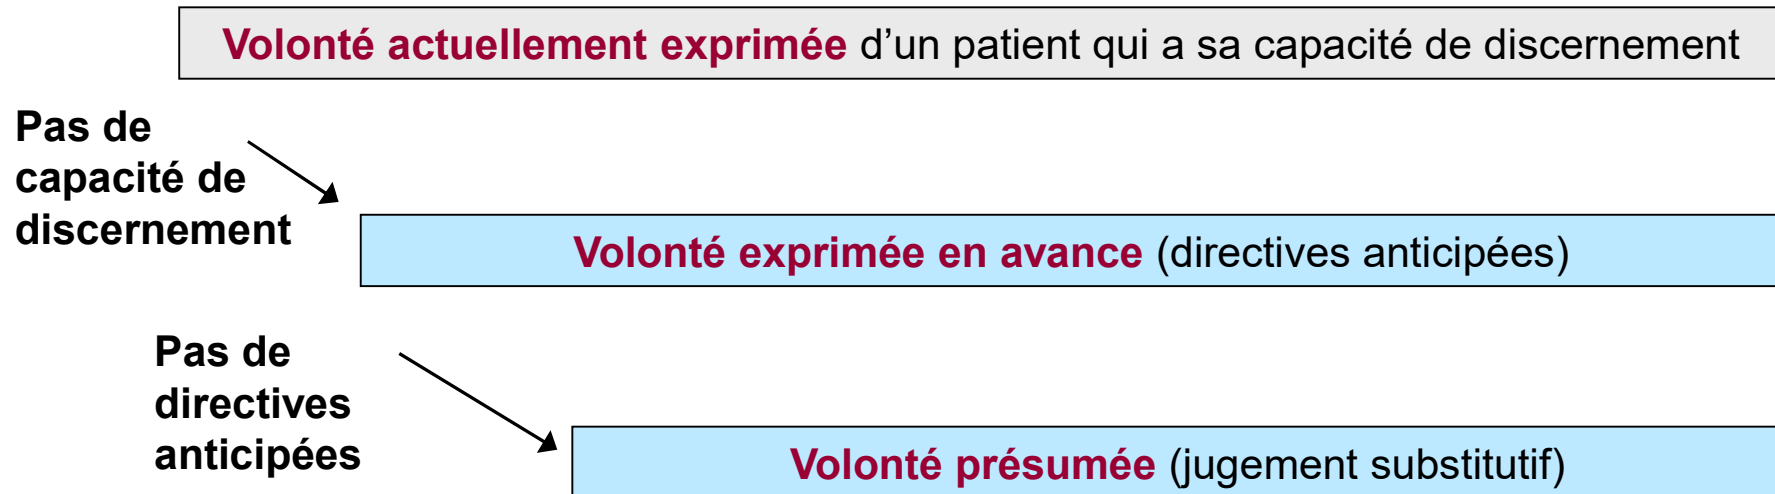 Volonté actuellement exprimée d’un patient qui a sa capacité de discernement
Pas de
capacité de
discernement
Volonté exprimée en avance (directives anticipées)
Pas de
directives
anticipées
Volonté présumée (jugement substitutif)